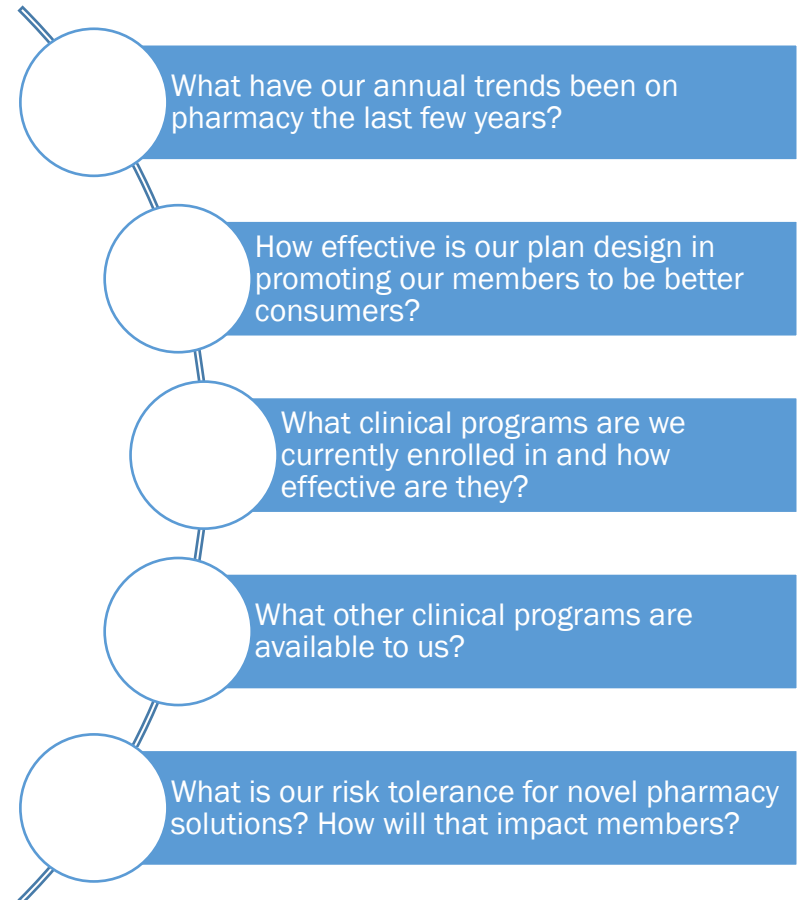 What have our annual trends been on
pharmacy the last few years?
How effective is our plan design in
promoting our members to be better
consumers?
What clinical programs are we
currently enrolled in and how
effective are they?
What other clinical programs are
available to us?
What is our risk tolerance for novel pharmacy
solutions? How will that impact members?